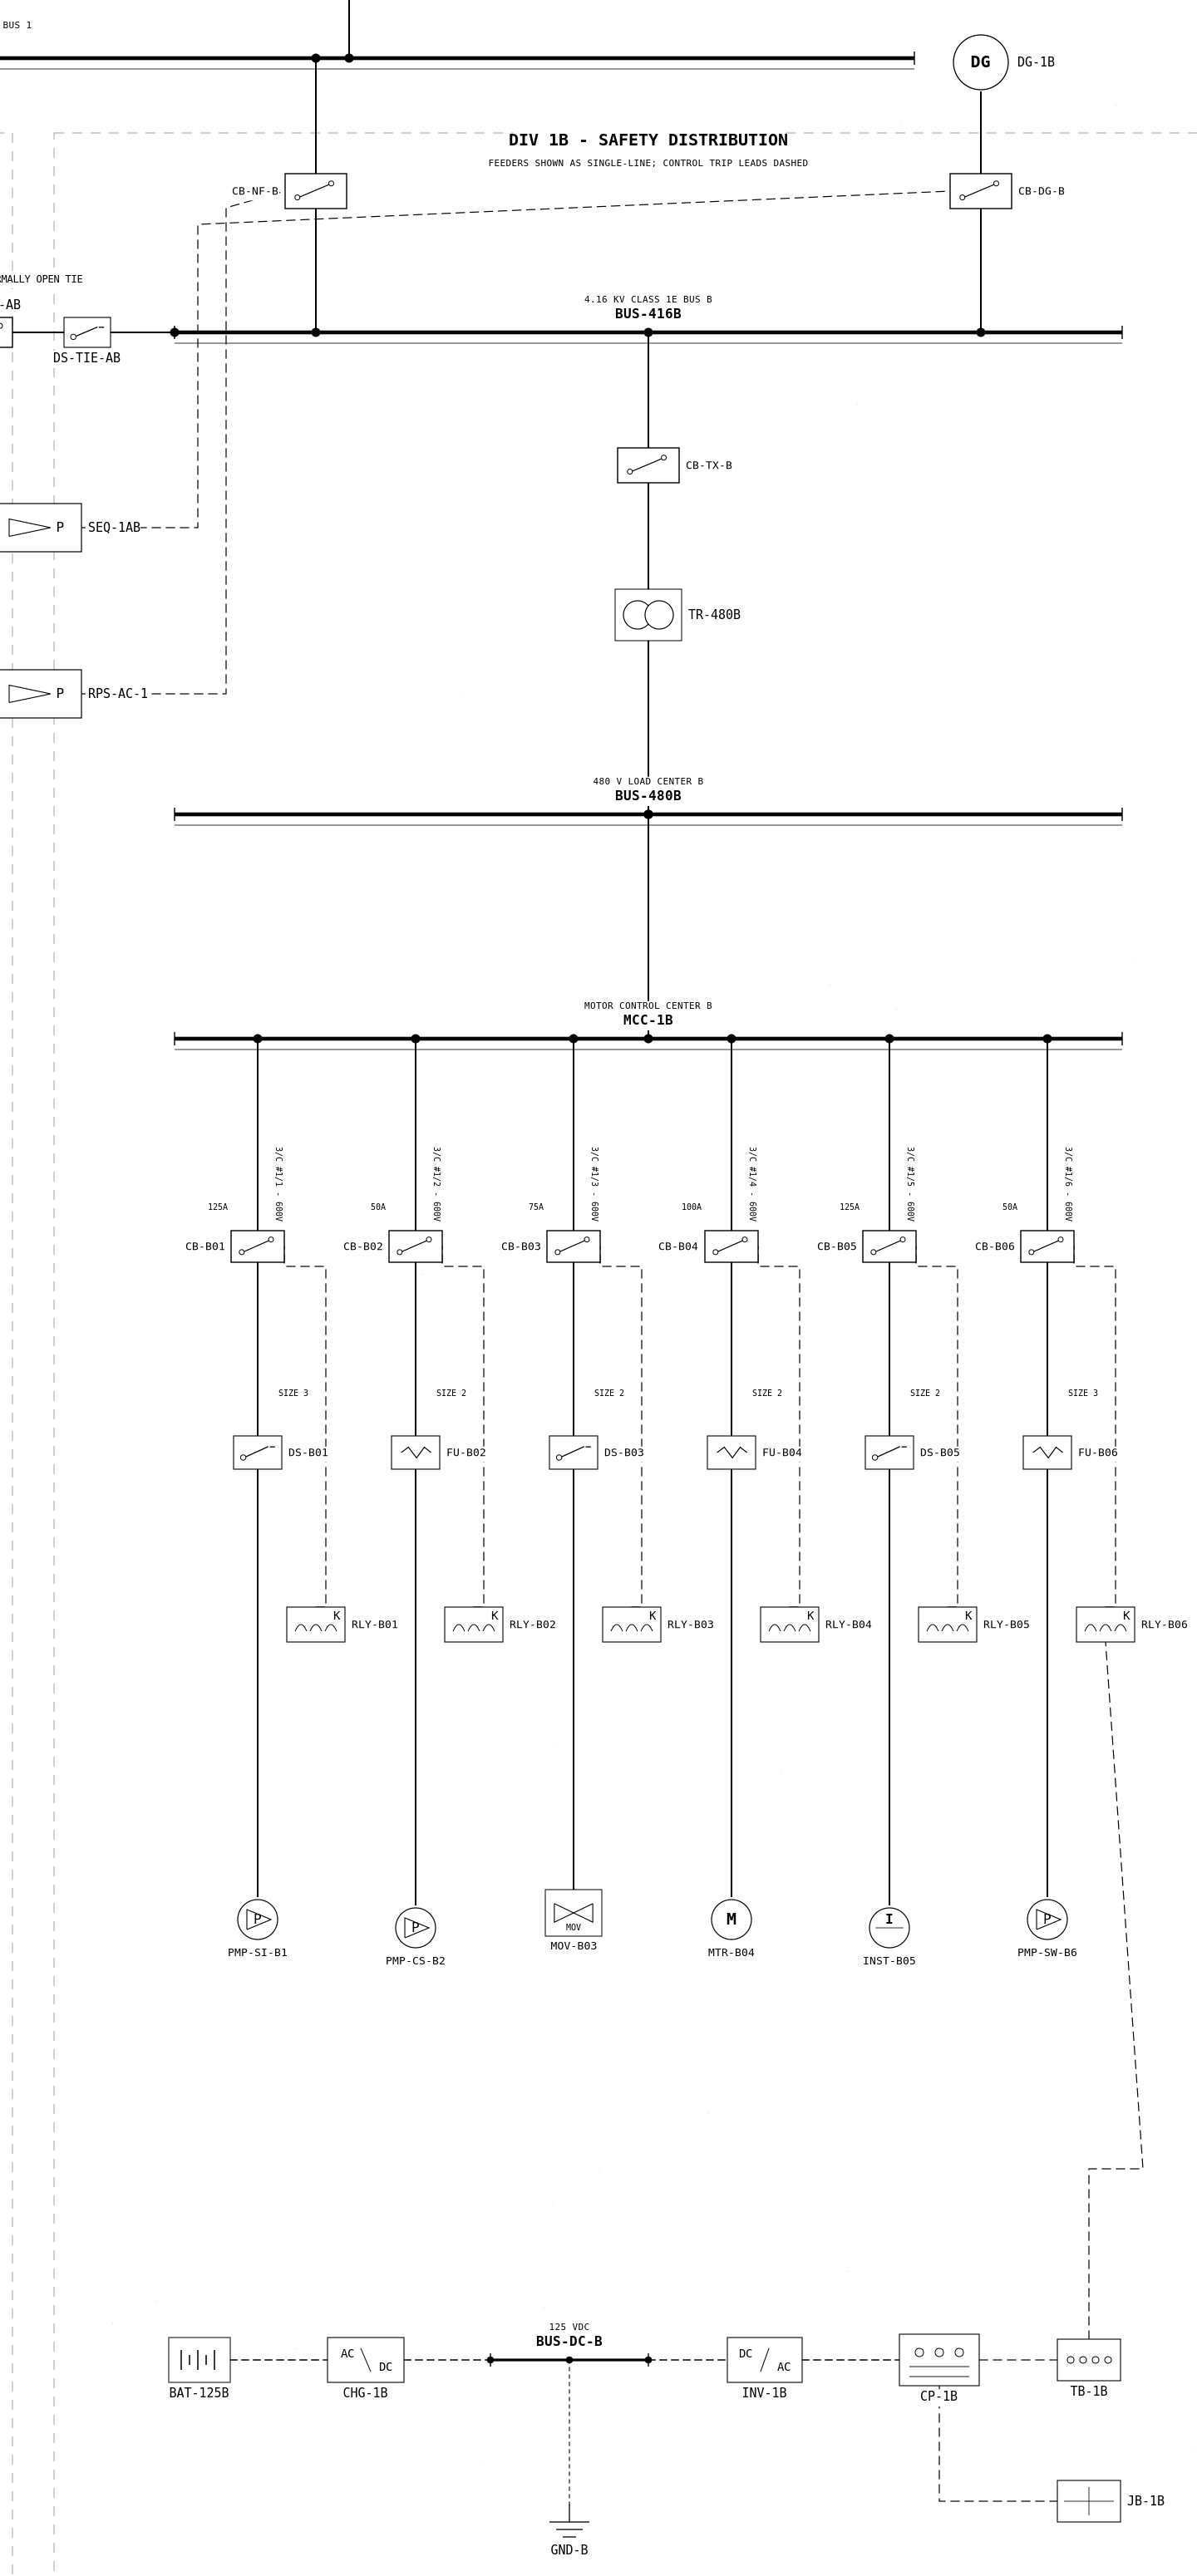 BUS 1
DG
DG-1B
DIV 1B - SAFETY DISTRIBUTION
FEEDERS SHOWN AS SINGLE-LINE; CONTROL TRIP LEADS DASHED
CB-NF-B
CB-DG-B
RMALLY OPEN TIE
-AB
4.16 KV CLASS 1E BUS B
BUS-416B
DS-TIE-AB
CB-TX-B
P
SEQ-1AB
TR-480B
P
RPS-AC-1
480 V LOAD CENTER B
BUS-480B
MOTOR CONTROL CENTER B
MCC-1B
3/C #1/1 - 600V
3/C #1/2 - 600V
3/C #1/3 - 600V
3/C #1/4 - 600V
3/C #1/5 - 600V
3/C #1/6 - 600V
125A
50A
75A
100A
125A
50A
CB-B01
CB-B02
CB-B03
CB-B04
CB-B05
CB-B06
SIZE 3
SIZE 2
SIZE 2
SIZE 2
SIZE 2
SIZE 3
DS-B01
FU-B02
DS-B03
FU-B04
DS-B05
FU-B06
K
K
K
K
K
K
RLY-B01
RLY-B02
RLY-B03
RLY-B04
RLY-B05
RLY-B06
P
P
MOV
M
I
P
PMP-SI-B1
PMP-CS-B2
MOV-B03
MTR-B04
INST-B05
PMP-SW-B6
125 VDC
BUS-DC-B
AC
DC
DC
AC
BAT-125B
CHG-1B
INV-1B
CP-1B
TB-1B
JB-1B
GND-B